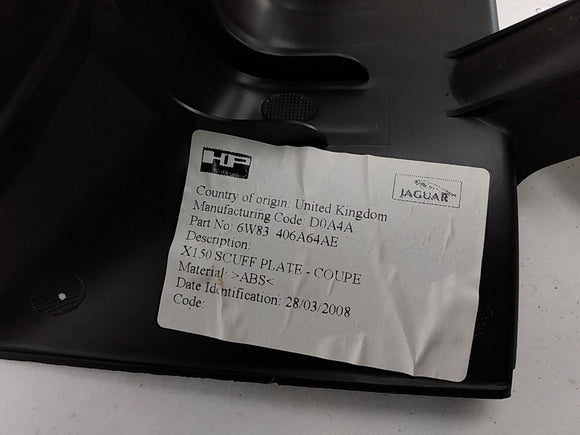 HP
JAGUAR
Country of origin: United Kingdom
Manufacturing Code: D0A4A
Part No: 6W83 406A64AE
Description:
X150 SCUFF PLATE - COUPE
Material: >ABS<
Date Identification: 28/03/2008
Code: